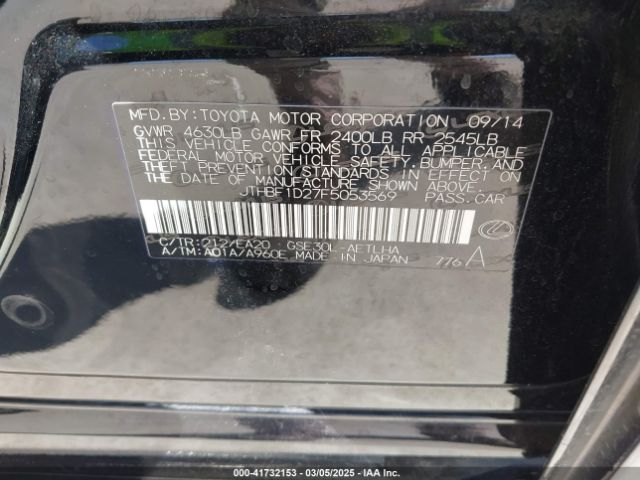 MFD.BY:TOYOTA MOTOR CORPORATION 09/14
GVWR 4630LB GAWR FR 2400LB RR 2545LB
THIS VEHICLE CONFORMS TO ALL APPLICABLE
FEDERAL MOTOR VEHICLE SAFETY, BUMPER, AND
THEFT PREVENTION STANDARDS IN EFFECT ON
THE DATE OF MANUFACTURE SHOWN ABOVE.
JTHBF1D27F5053569 PASS.CAR
C/TR:212/EA20 GSE30L-AETLHA
A/TM:A01A/A960E MADE IN JAPAN 776A
000-41732153 — 03/05/2025 — IAA Inc.